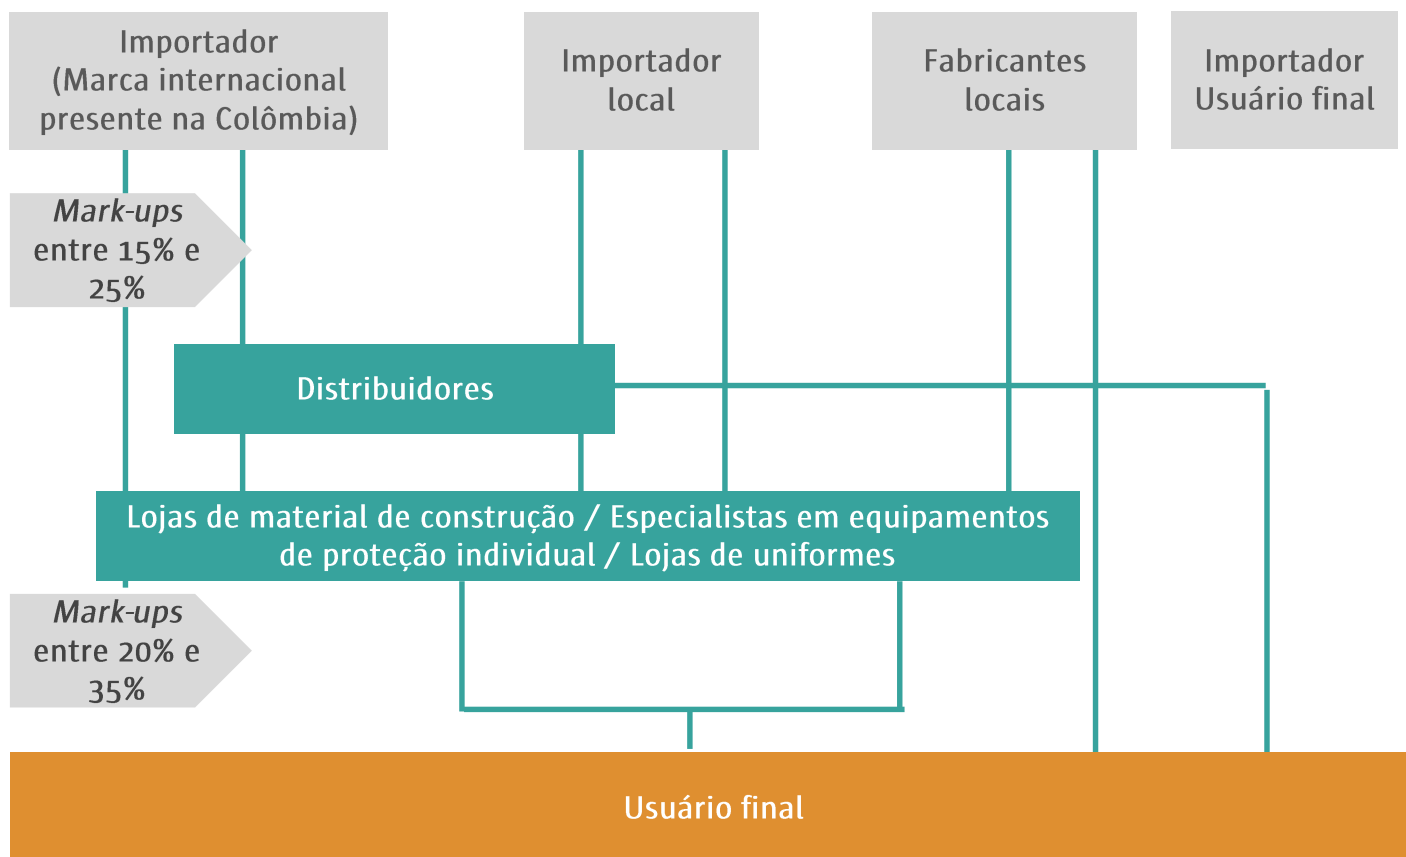 Importador
(Marca internacional
presente na Colômbia)
Importador
local
Fabricantes
locais
Importador
Usuário final
Mark-ups
entre 15% e
25%
Distribuidores
Lojas de material de construção / Especialistas em equipamentos
de proteção individual / Lojas de uniformes
Mark-ups
entre 20% e
35%
Usuário final